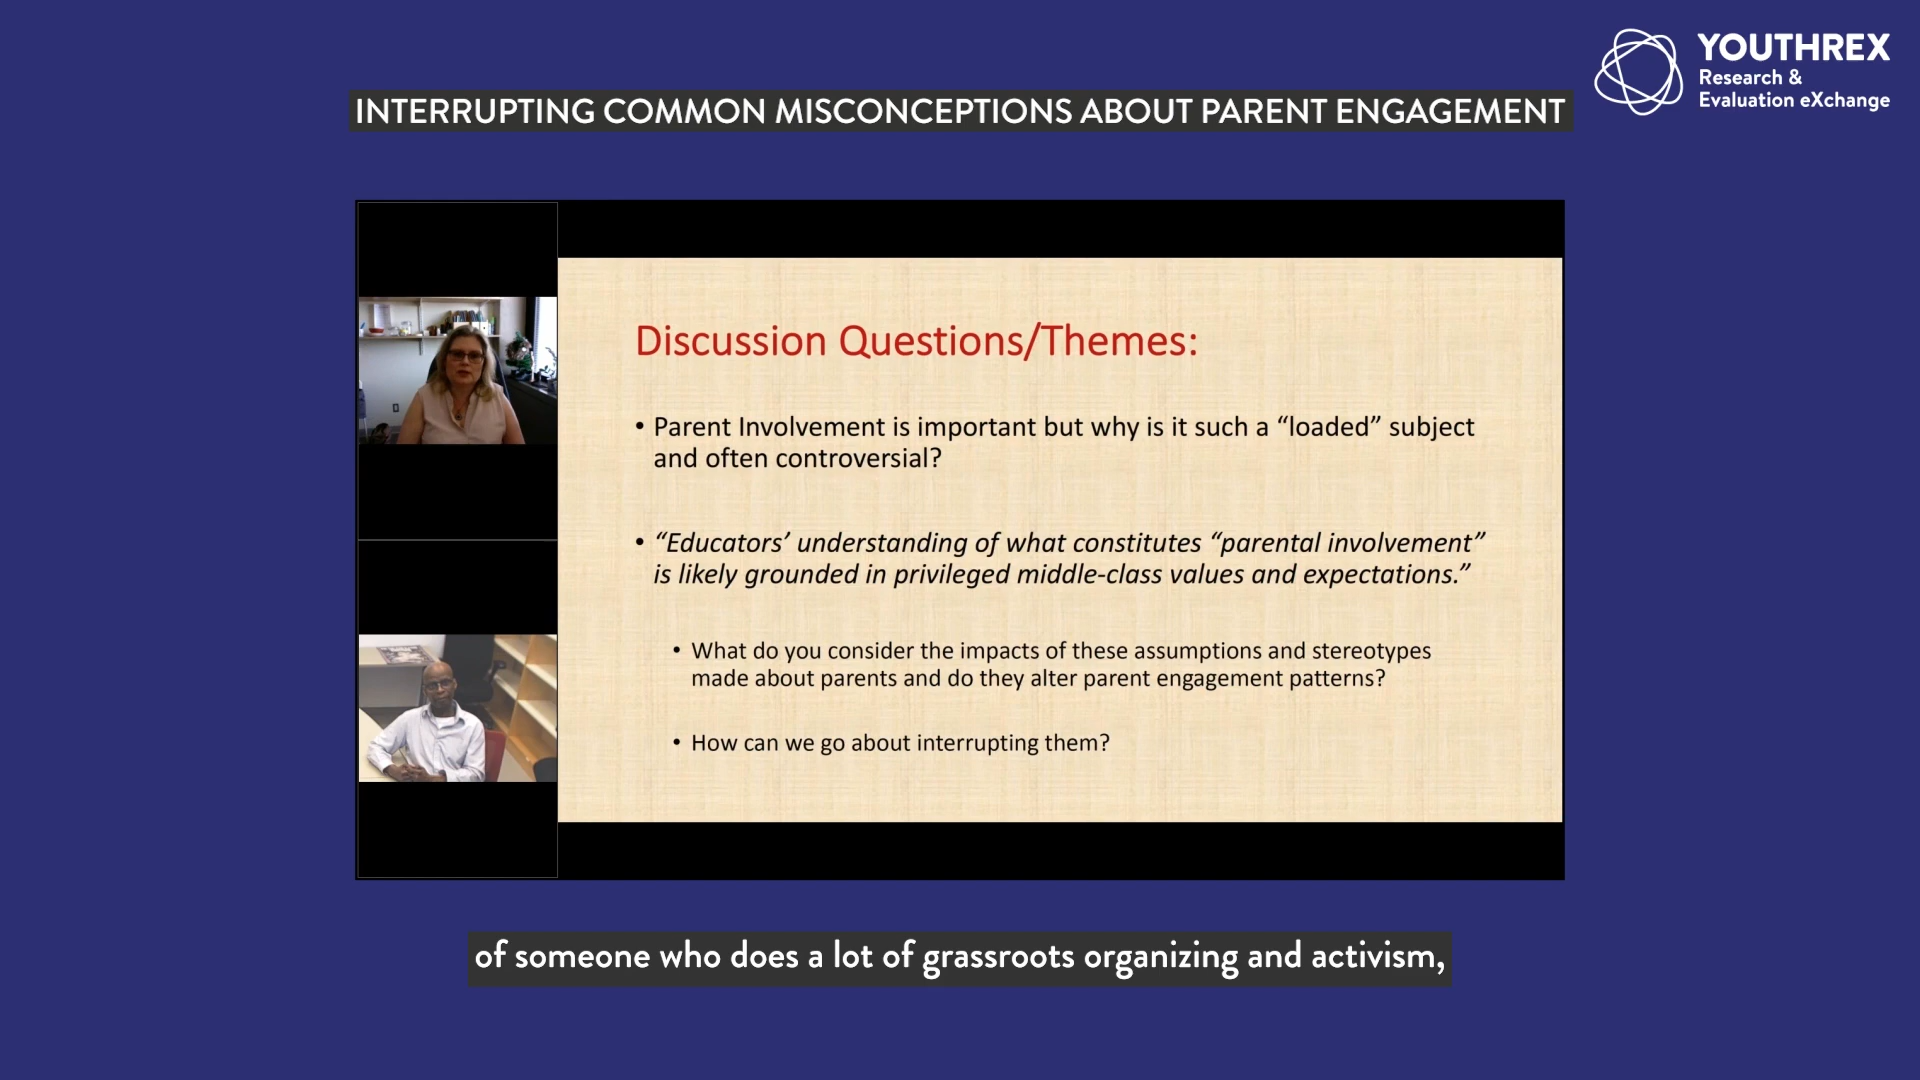 YOUTHREX
Research &
Evaluation eXchange
INTERRUPTING COMMON MISCONCEPTIONS ABOUT PARENT ENGAGEMENT
Discussion Questions/Themes:
• Parent Involvement is important but why is it such a “loaded” subject
and often controversial?
• “Educators’ understanding of what constitutes “parental involvement”
is likely grounded in privileged middle-class values and expectations.”
• What do you consider the impacts of these assumptions and stereotypes
made about parents and do they alter parent engagement patterns?
• How can we go about interrupting them?
of someone who does a lot of grassroots organizing and activism,